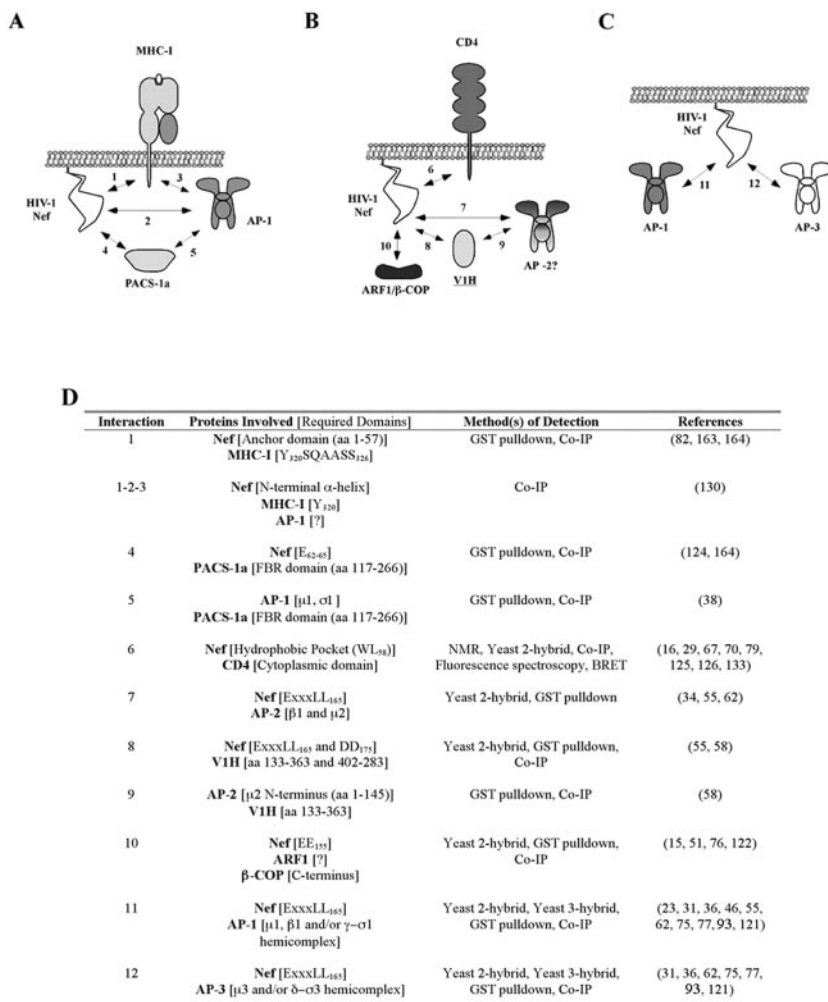 A
B
C
MHC-I
CD4
HIV-1
Nef
1
3
2
4
5
AP-1
PACS-1a
6
HIV-1
Nef
7
8
9
10
ARF1/β-COP
V1H
AP -2?
HIV-1
Nef
11
12
AP-1
AP-3
D
Interaction Proteins Involved [Required Domains] Method(s) of Detection References
1 Nef [Anchor domain (aa 1-57)] GST pulldown, Co-IP (82, 163, 164)
MHC-I [Y320SQAASS326]
1-2-3 Nef [N-terminal α-helix] Co-IP (130)
MHC-I [Y320]
AP-1 [?]
4 Nef [E62-65] GST pulldown, Co-IP (124, 164)
PACS-1a [FBR domain (aa 117-266)]
5 AP-1 [μ1, σ1 ] GST pulldown, Co-IP (38)
PACS-1a [FBR domain (aa 117-266)]
6 Nef [Hydrophobic Pocket (WL58)] NMR, Yeast 2-hybrid, Co-IP, (16, 29, 67, 70, 79,
CD4 [Cytoplasmic domain] Fluorescence spectroscopy, BRET 125, 126, 133)
7 Nef [ExxxLL165] Yeast 2-hybrid, GST pulldown (34, 55, 62)
AP-2 [β1 and μ2]
8 Nef [ExxxLL165 and DD175] Yeast 2-hybrid, GST pulldown, (55, 58)
V1H [aa 133-363 and 402-283] Co-IP
9 AP-2 [μ2 N-terminus (aa 1-145)] GST pulldown, Co-IP (58)
V1H [aa 133-363]
10 Nef [EE155] Yeast 2-hybrid, GST pulldown, (15, 51, 76, 122)
ARF1 [?] Co-IP
β-COP [C-terminus]
11 Nef [ExxxLL165] Yeast 2-hybrid, Yeast 3-hybrid, (23, 31, 36, 46, 55,
AP-1 [μ1, β1 and/or γ-σ1 GST pulldown, Co-IP 62, 75, 77, 93, 121)
hemicomplex]
12 Nef [ExxxLL165] Yeast 2-hybrid, Yeast 3-hybrid, (31, 36, 62, 75, 77,
AP-3 [μ3 and/or δ-σ3 hemicomplex] GST pulldown, Co-IP 93, 121)